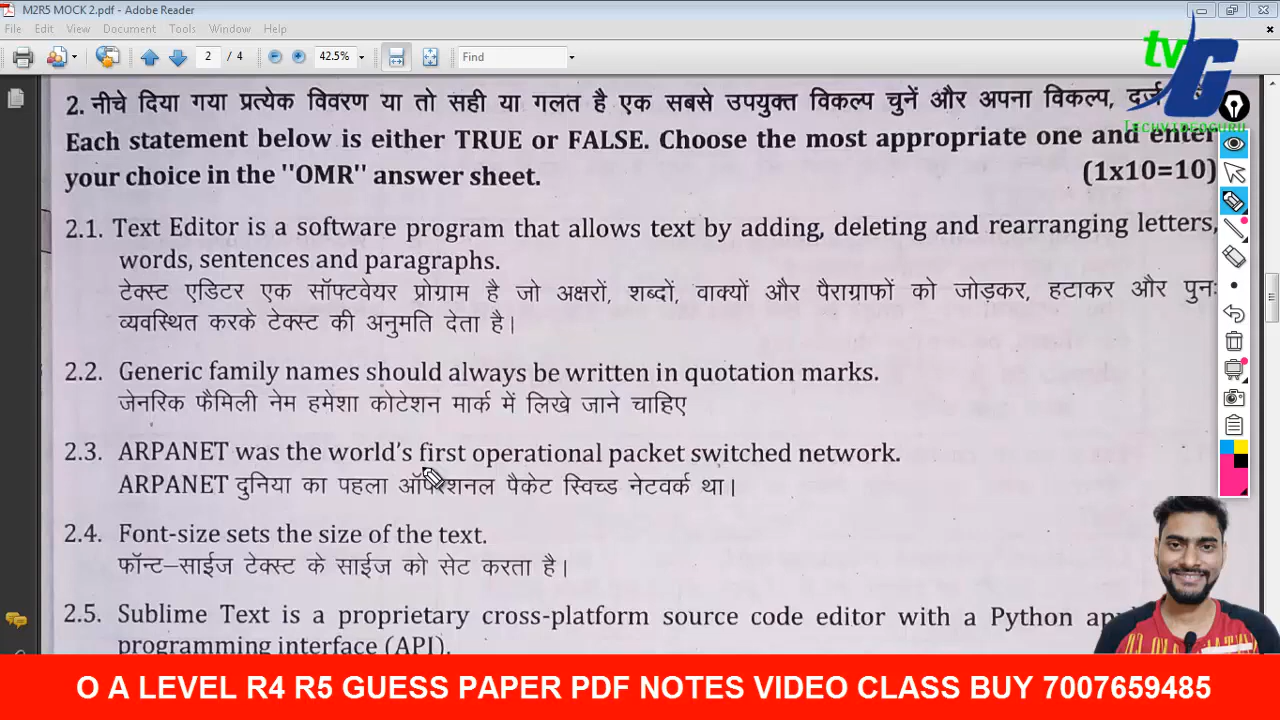 M2R5 MOCK 2.pdf - Adobe Reader
File Edit View Document Tools Window Help
2 / 4 42.5% Find
tv
TECHVIDEOGURU
2. नीचे दिया गया प्रत्येक विवरण या तो सही या गलत है एक सबसे उपयुक्त विकल्प चुनें और अपना विकल्प,
Each statement below is either TRUE or FALSE. Choose the most appropriate one and enter
your choice in the "OMR" answer sheet. (1x10=10)
2.1. Text Editor is a software program that allows text by adding, deleting and rearranging letters,
words, sentences and paragraphs.
टेक्स्ट एडिटर एक सॉफ्टवेयर प्रोग्राम है जो अक्षरों, शब्दों, वाक्यों और पैराग्राफों को जोड़कर, हटाकर और पुनः
व्यवस्थित करके टेक्स्ट की अनुमति देता है।
2.2. Generic family names should always be written in quotation marks.
जेनरिक फैमिली नेम हमेशा कोटेशन मार्क में लिखे जाने चाहिए
2.3. ARPANET was the world's first operational packet switched network.
ARPANET दुनिया का पहला ऑपरेशनल पैकेट स्विच्ड नेटवर्क था।
2.4. Font-size sets the size of the text.
फॉन्ट–साईज टेक्स्ट के साईज को सेट करता है।
2.5. Sublime Text is a proprietary cross-platform source code editor with a Python
programming interface (API).
O A LEVEL R4 R5 GUESS PAPER PDF NOTES VIDEO CLASS BUY 7007659485